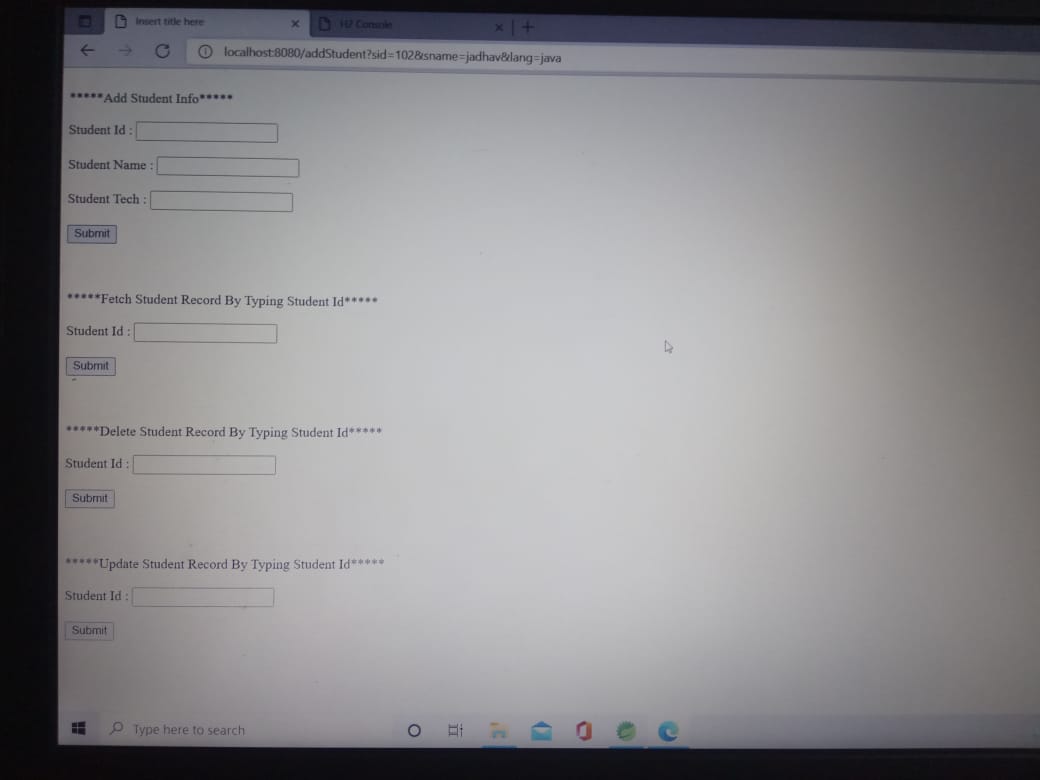 Insert title here
H2 Console
localhost:8080/addStudent?sid=102&sname=jadhav&lang=java
*****Add Student Info*****
Student Id :
Student Name :
Student Tech :
Submit
*****Fetch Student Record By Typing Student Id*****
Student Id :
Submit
*****Delete Student Record By Typing Student Id*****
Student Id :
Submit
*****Update Student Record By Typing Student Id*****
Student Id :
Submit
Type here to search